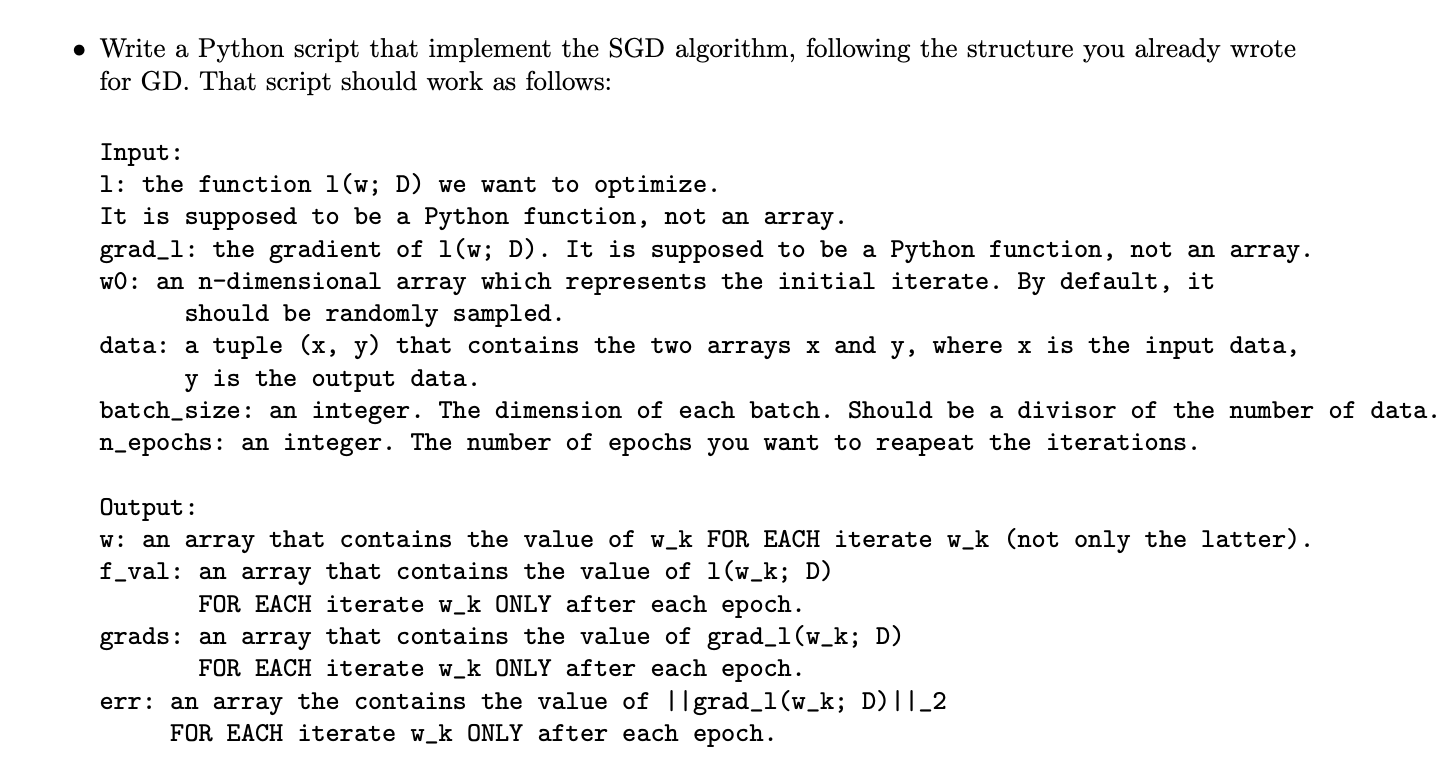 • Write a Python script that implement the SGD algorithm, following the structure you already wrote
for GD. That script should work as follows:
Input:
l: the function l(w; D) we want to optimize.
It is supposed to be a Python function, not an array.
grad_l: the gradient of l(w; D). It is supposed to be a Python function, not an array.
w0: an n-dimensional array which represents the initial iterate. By default, it
should be randomly sampled.
data: a tuple (x, y) that contains the two arrays x and y, where x is the input data,
y is the output data.
batch_size: an integer. The dimension of each batch. Should be a divisor of the number of data.
n_epochs: an integer. The number of epochs you want to reapeat the iterations.
Output:
w: an array that contains the value of w_k FOR EACH iterate w_k (not only the latter).
f_val: an array that contains the value of l(w_k; D)
FOR EACH iterate w_k ONLY after each epoch.
grads: an array that contains the value of grad_l(w_k; D)
FOR EACH iterate w_k ONLY after each epoch.
err: an array the contains the value of ||grad_l(w_k; D)||_2
FOR EACH iterate w_k ONLY after each epoch.